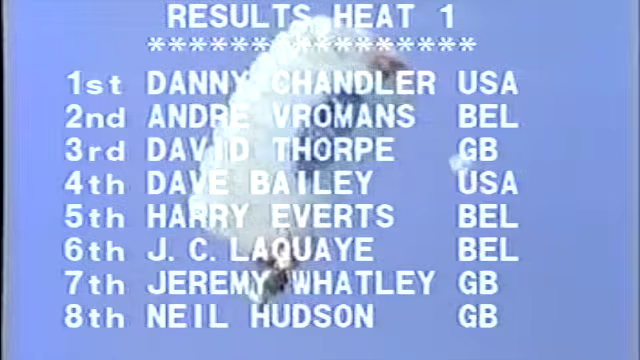 RESULTS HEAT 1
****************
1st DANNY CHANDLER USA
2nd ANDRE VROMANS BEL
3rd DAVID THORPE GB
4th DAVE BAILEY USA
5th HARRY EVERTS BEL
6th J.C.LAQUAYE BEL
7th JEREMY WHATLEY GB
8th NEIL HUDSON GB